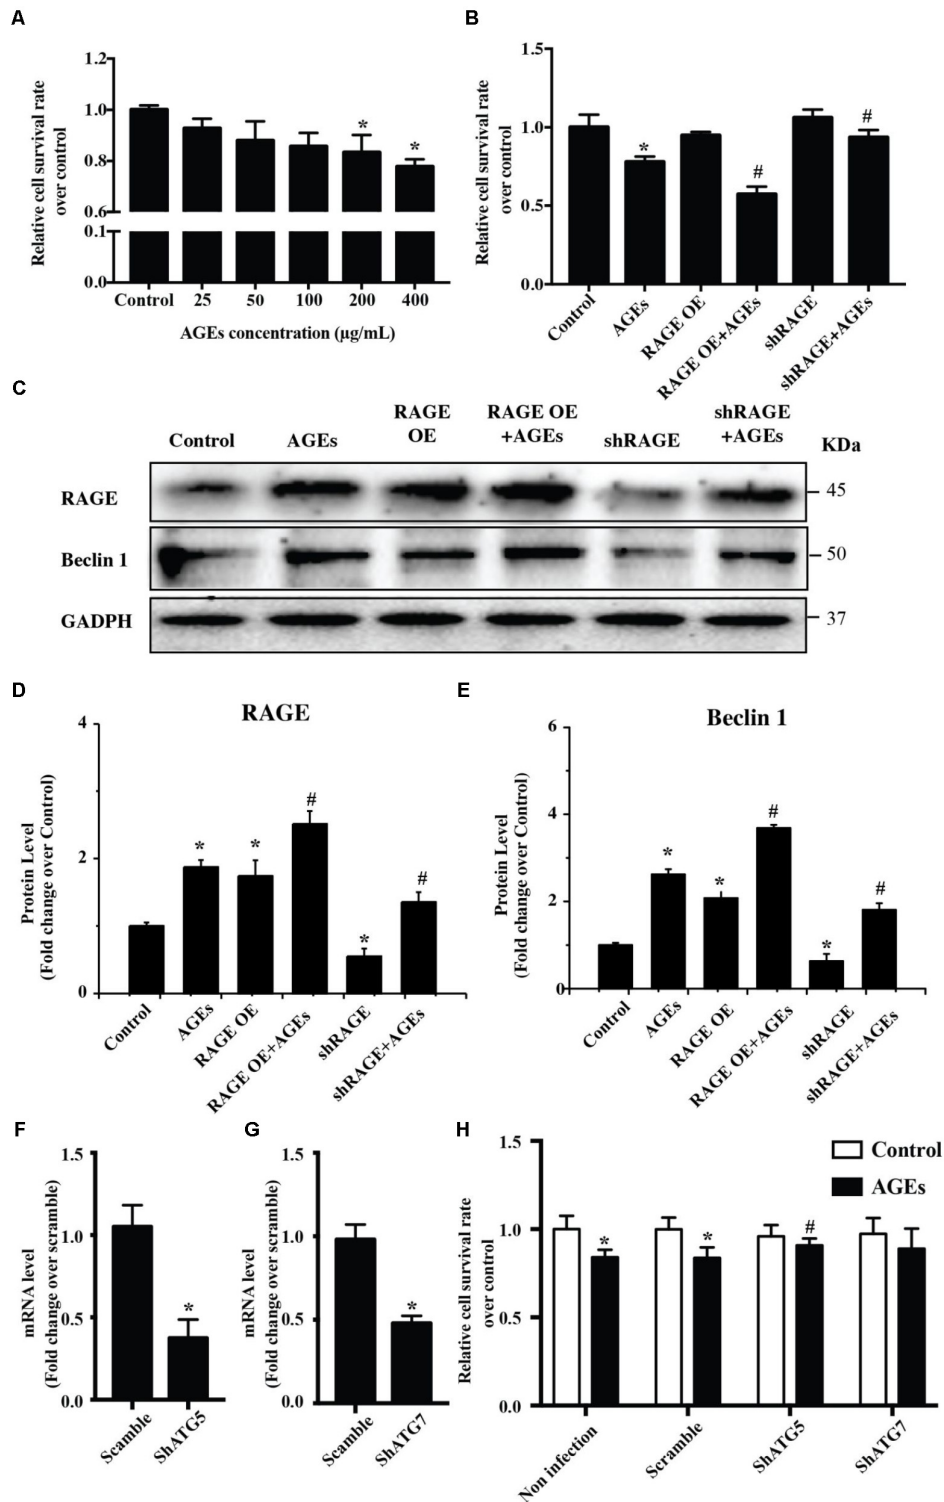 A
Relative cell survival rate
over control
1.2
1.0
0.8
0.6
0.1
0.0
*
*
Control 25 50 100 200 400
AGEs concentration (μg/mL)
B
Relative cell survival rate
over control
1.5
1.0
0.5
0.0
*
#
#
Control
AGEs
RAGE OE
RAGE OE+AGEs
shRAGE
shRAGE+AGEs
C
Control
AGEs
RAGE
OE
RAGE OE
+AGEs
shRAGE
shRAGE
+AGEs
KDa
RAGE
45
Beclin 1
50
GADPH
37
D
RAGE
Protein Level
(Fold change over Control)
4
2
0
*
*
#
*
#
Control
AGEs
RAGE OE
RAGE OE+AGEs
shRAGE
shRAGE+AGEs
E
Beclin 1
Protein Level
(Fold change over Control)
6
4
2
0
*
*
#
*
#
Control
AGEs
RAGE OE
RAGE OE+AGEs
shRAGE
shRAGE+AGEs
F
mRNA level
(Fold change over scramble)
1.5
1.0
0.5
0.0
*
Scamble
ShATG5
G
mRNA level
(Fold change over scramble)
1.5
1.0
0.5
0.0
*
Scamble
ShATG7
H
Relative cell survival rate
over control
1.5
1.0
0.5
0.0
Control
AGEs
*
*
#
Non infection
Scramble
ShATG5
ShATG7